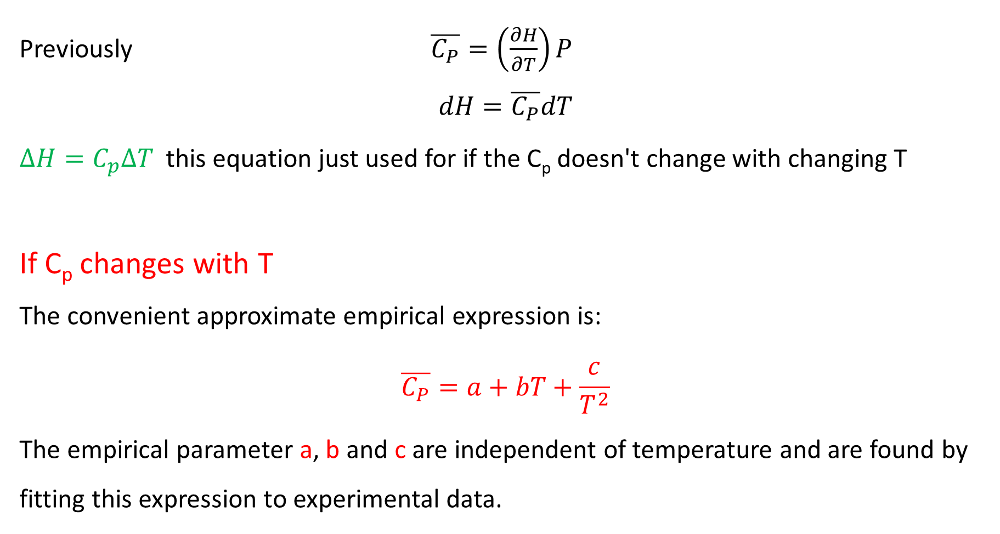 Previously
$\overline{C_P} = \left(\frac{\partial H}{\partial T}\right) P$
$dH = \overline{C_P} dT$
$\Delta H = C_p \Delta T$ this equation just used for if the C_p doesn't change with changing T
If C_p changes with T
The convenient approximate empirical expression is:
$\overline{C_P} = a + bT + \frac{c}{T^2}$
The empirical parameter a, b and c are independent of temperature and are found by
fitting this expression to experimental data.